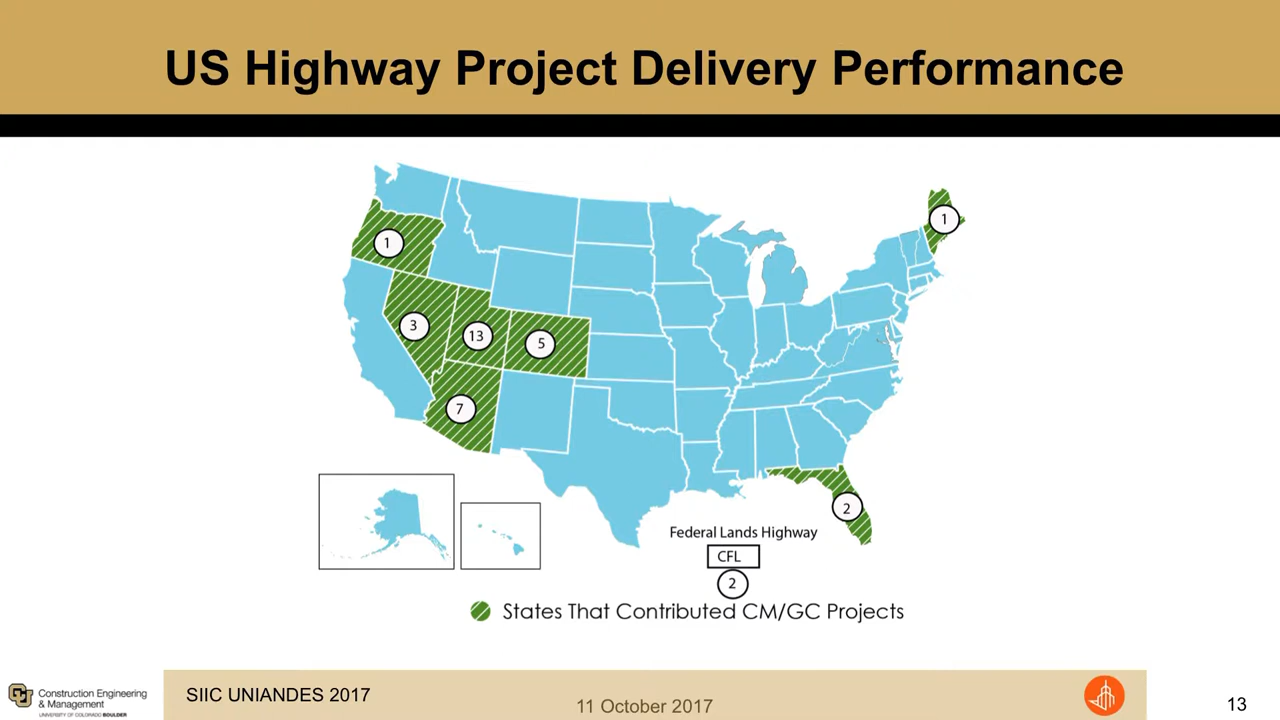 US Highway Project Delivery Performance
1
1
3
13
5
7
2
Federal Lands Highway
CFL
2
States That Contributed CM/GC Projects
CU
Construction Engineering
& Management
UNIVERSITY OF COLORADO BOULDER
SIIC UNIANDES 2017
11 October 2017
13